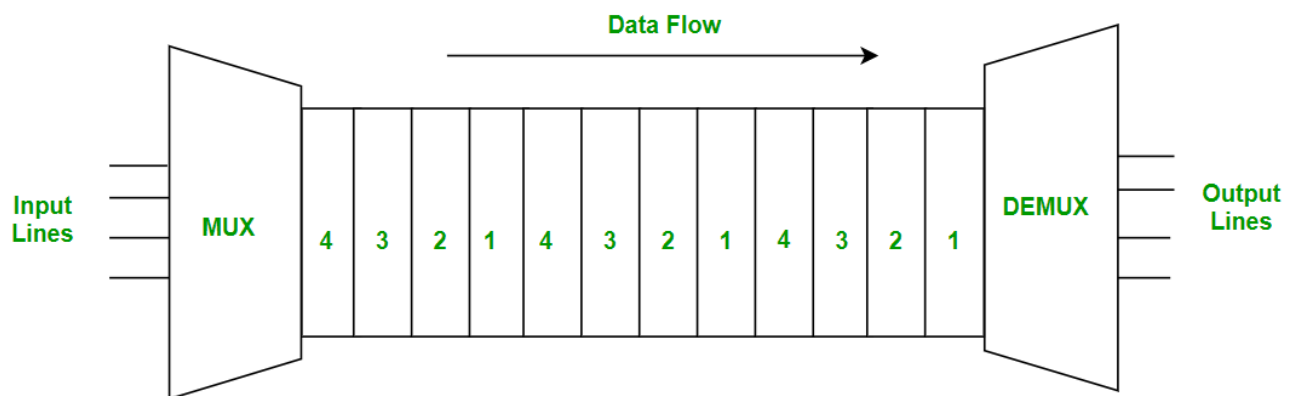 Data Flow
Input
Lines
MUX
4 3 2 1 4 3 2 1 4 3 2 1
DEMUX
Output
Lines